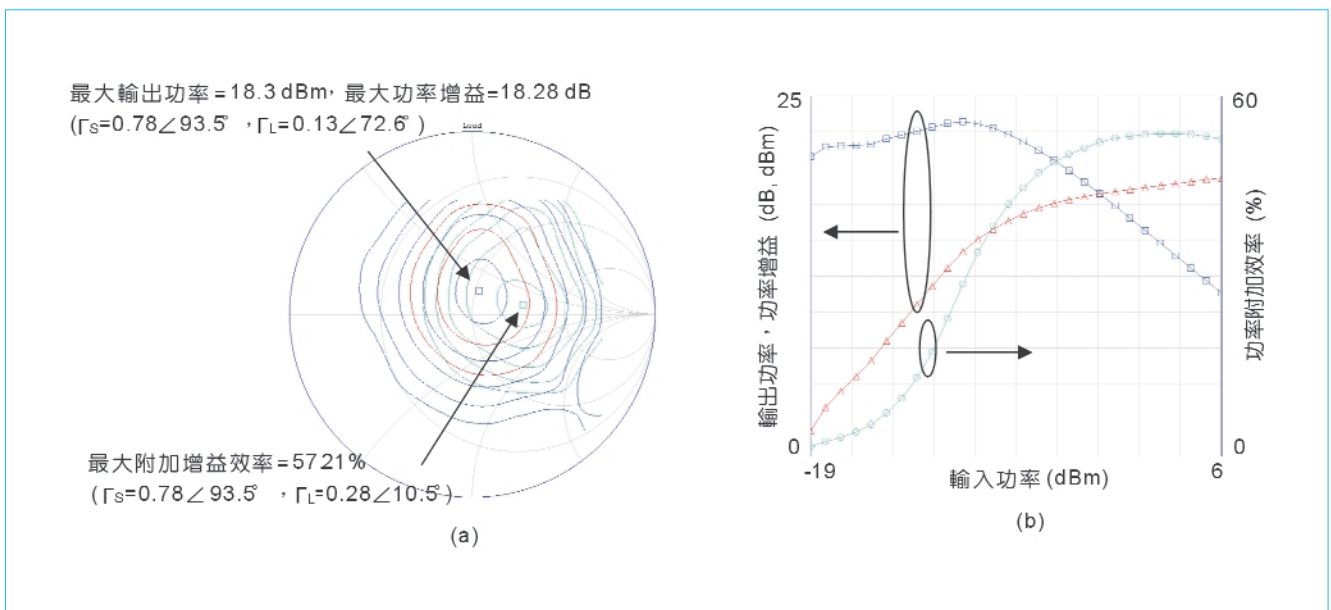 最大輸出功率=18.3 dBm, 最大功率增益=18.28 dB
(ΓS=0.78∠93.5° ,ΓL=0.13∠72.6°)
Load
最大附加增益效率=57.21%
(ΓS=0.78∠93.5° ,ΓL=0.28∠10.5°)
(a)
25
60
輸出功率,功率增益 (dB, dBm)
功率附加效率 (%)
0
0
-19
6
輸入功率 (dBm)
(b)